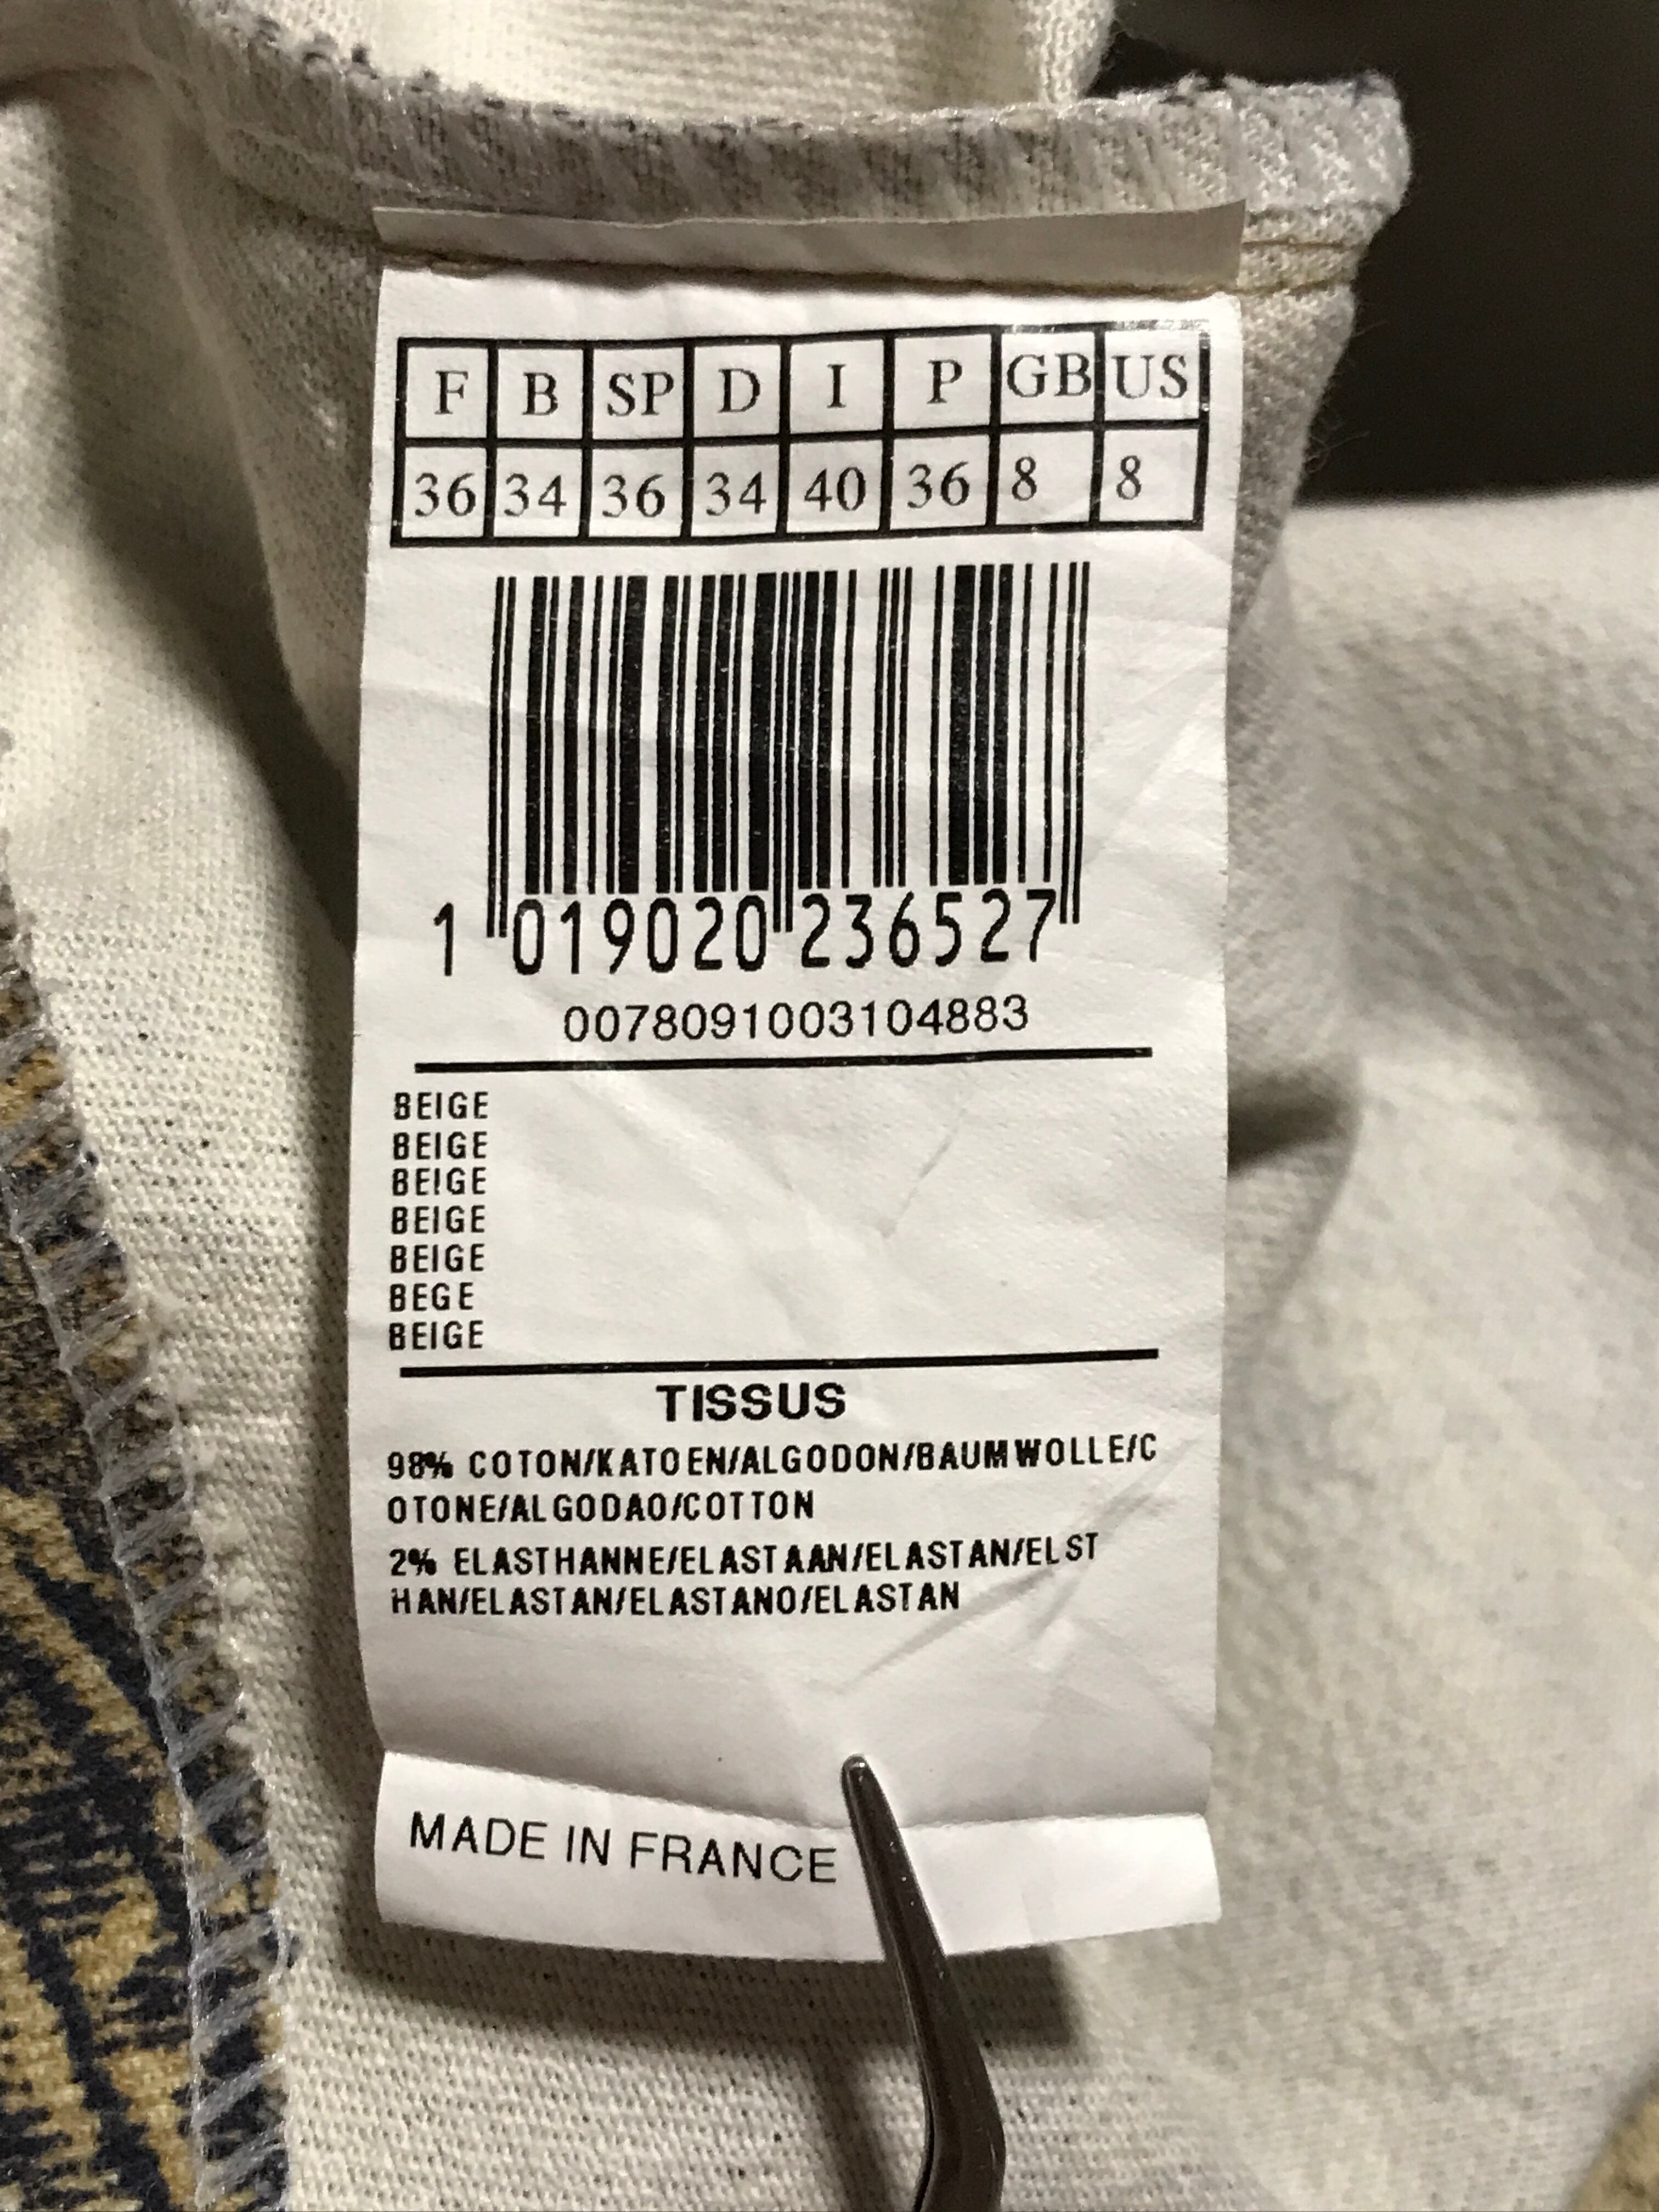 F B SP D I P GB US
36 34 36 34 40 36 8 8
1 019020 236527
0078091003104883
BEIGE
BEIGE
BEIGE
BEIGE
BEIGE
BEGE
BEIGE
TISSUS
98% COTON/KATOEN/ALGODON/BAUMWOLLE/C
OTONE/ALGODAO/COTTON
2% ELASTHANNE/ELASTAAN/ELASTAN/ELST
HAN/ELASTAN/ELASTANO/ELASTAN
MADE IN FRANCE